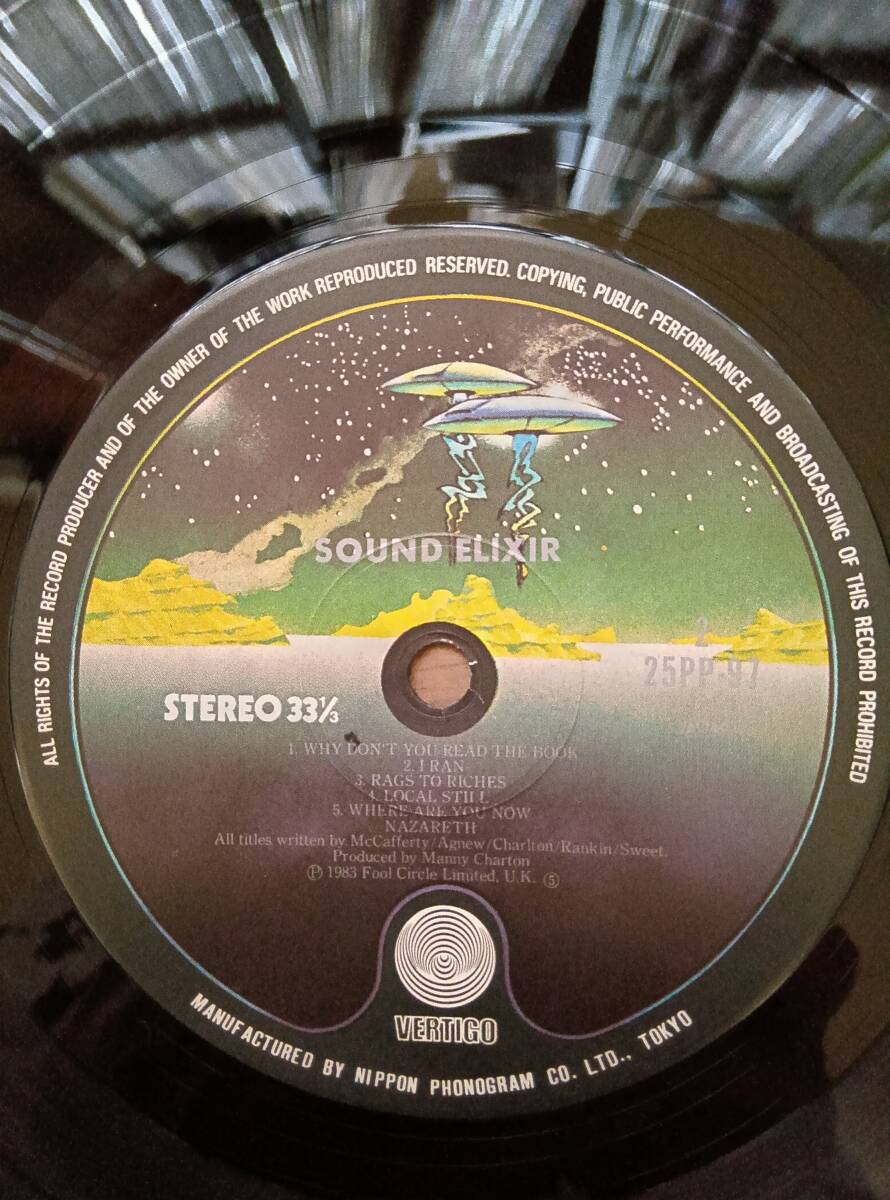 ALL RIGHTS OF THE RECORD PRODUCER AND OF THE OWNER OF THE WORK REPRODUCED RESERVED. COPYING, PUBLIC PERFORMANCE AND BROADCASTING OF THIS RECORD PROHIBITED
SOUND ELIXIR
2
25PP-97
STEREO 33⅓
1. WHY DON'T YOU READ THE BOOK
2. I RAN
3. RAGS TO RICHES
4. LOCAL STILL
5. WHERE ARE YOU NOW
NAZARETH
All titles written by McCafferty/Agnew/Charlton/Rankin/Sweet.
Produced by Manny Charton
Ⓟ 1983 Fool Circle Limited, U.K. ⑤
VERTIGO
MANUFACTURED BY NIPPON PHONOGRAM CO. LTD., TOKYO